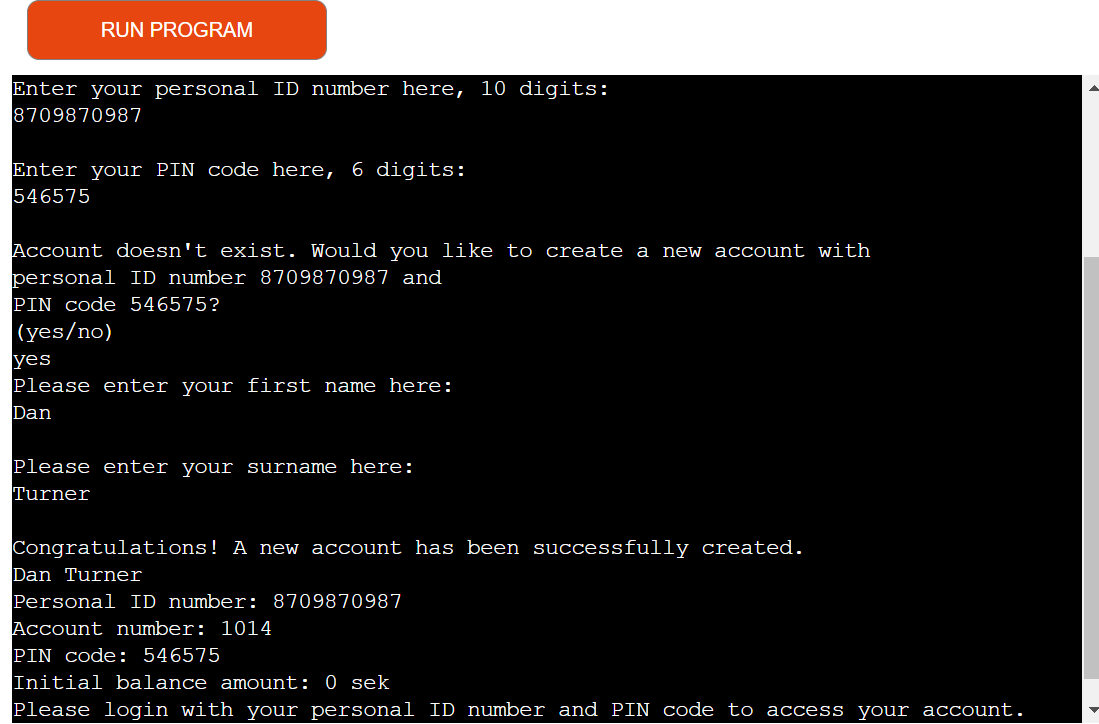 RUN PROGRAM
Enter your personal ID number here, 10 digits:
8709870987
Enter your PIN code here, 6 digits:
546575
Account doesn't exist. Would you like to create a new account with
personal ID number 8709870987 and
PIN code 546575?
(yes/no)
yes
Please enter your first name here:
Dan
Please enter your surname here:
Turner
Congratulations! A new account has been successfully created.
Dan Turner
Personal ID number: 8709870987
Account number: 1014
PIN code: 546575
Initial balance amount: 0 sek
Please login with your personal ID number and PIN code to access your account.